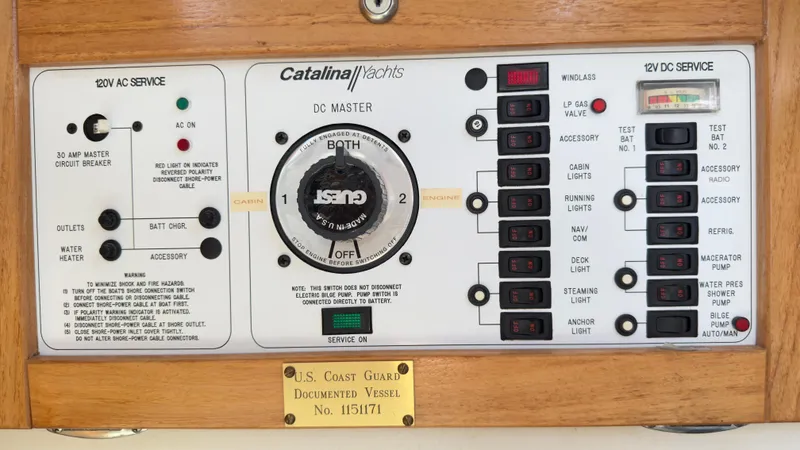 120V AC SERVICE
AC ON
30 AMP MASTER
CIRCUIT BREAKER
RED LIGHT ON INDICATES
REVERSED POLARITY
DISCONNECT SHORE-POWER
CABLE
OUTLETS
BATT CHGR.
WATER
HEATER
ACCESSORY
WARNING
TO MINIMIZE SHOCK AND FIRE HAZARDS:
(1) TURN OFF THE BOAT'S SHORE CONNECTION SWITCH
BEFORE CONNECTING OR DISCONNECTING CABLE.
(2) CONNECT SHORE-POWER CABLE AT BOAT FIRST.
(3) IF POLARITY WARNING INDICATOR IS ACTIVATED,
IMMEDIATELY DISCONNECT CABLE.
(4) DISCONNECT SHORE-POWER CABLE AT SHORE OUTLET.
(5) CLOSE SHORE-POWER INLET COVER TIGHTLY.
DO NOT ALTER SHORE-POWER CABLE CONNECTORS.
Catalina Yachts
DC MASTER
FULLY ENGAGED AT DETENTS
BOTH
1
2
CABIN
ENGINE
GUEST
MADE IN U.S.A.
OFF
STOP ENGINE BEFORE SWITCHING OFF
NOTE: THIS SWITCH DOES NOT DISCONNECT
ELECTRIC BILGE PUMP. PUMP SWITCH IS
CONNECTED DIRECTLY TO BATTERY.
SERVICE ON
WINDLASS
LP GAS
VALVE
ACCESSORY
CABIN
LIGHTS
RUNNING
LIGHTS
NAV/
COM
DECK
LIGHT
STEAMING
LIGHT
ANCHOR
LIGHT
12V DC SERVICE
TEST
BAT
NO. 1
TEST
BAT
NO. 2
ACCESSORY
RADIO
ACCESSORY
REFRIG.
MACERATOR
PUMP
WATER PRES
SHOWER
PUMP
BILGE
PUMP
AUTO/MAN
U.S. COAST GUARD
DOCUMENTED VESSEL
No. 1151171